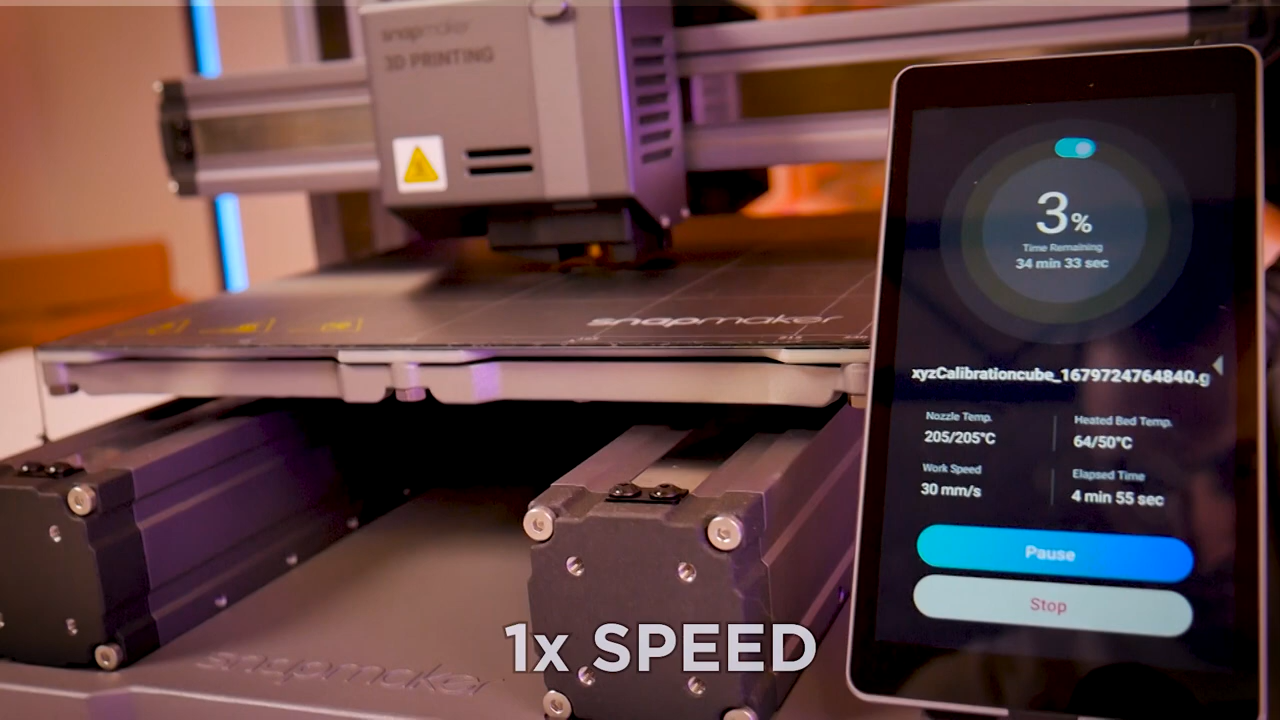 snapmaker
3D PRINTING
3%
Time Remaining
34 min 33 sec
snapmaker
xyzCalibrationcube_1679724764840.g
Nozzle Temp.
205/205°C
Heated Bed Temp.
64/50°C
Work Speed
30 mm/s
Elapsed Time
4 min 55 sec
Pause
Stop
1x SPEED
snapmaker